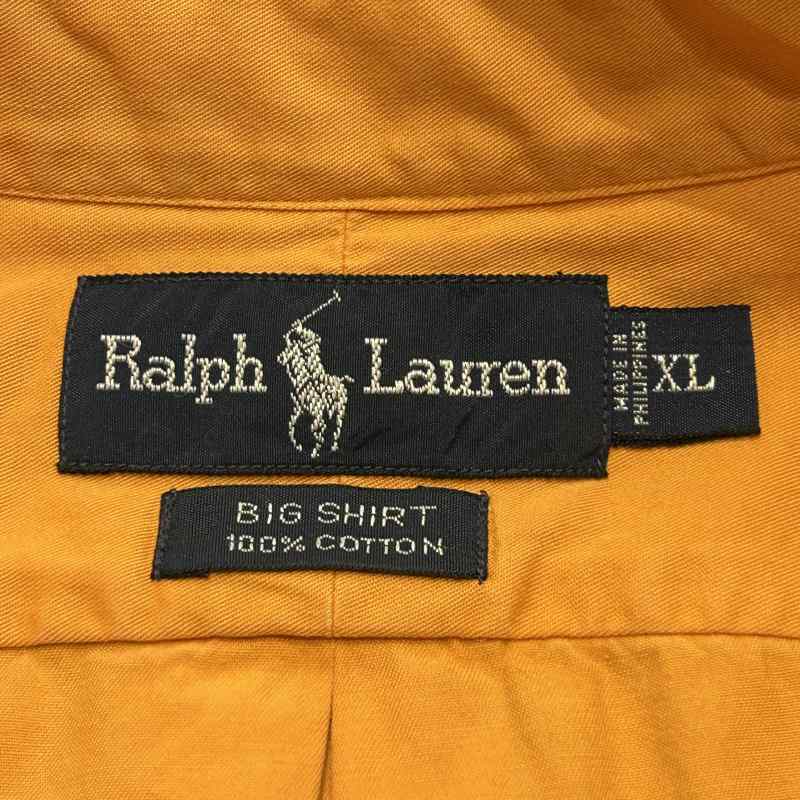 Ralph Lauren
MADE IN
PHILIPPINES
XL
BIG SHIRT
100% COTTON